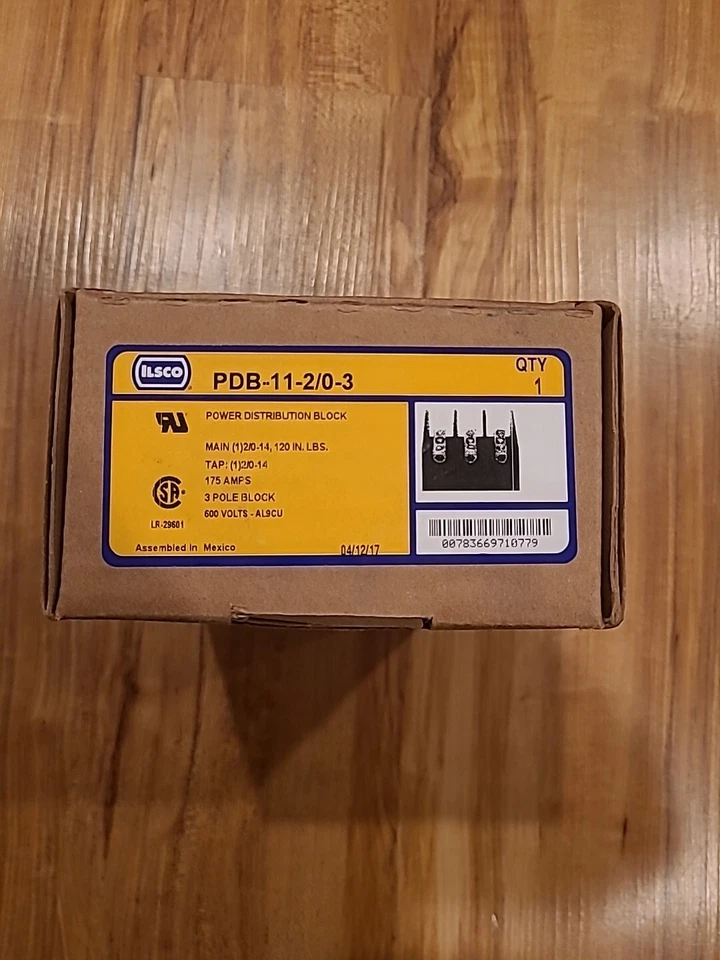 ILSCO
PDB-11-2/0-3
QTY
1
POWER DISTRIBUTION BLOCK
MAIN (1)2/0-14, 120 IN. LBS.
TAP: (1)2/0-14
175 AMPS
3 POLE BLOCK
600 VOLTS - AL9CU
RU
SA
LR-29601
Assembled In Mexico
04/12/17
00783669710779